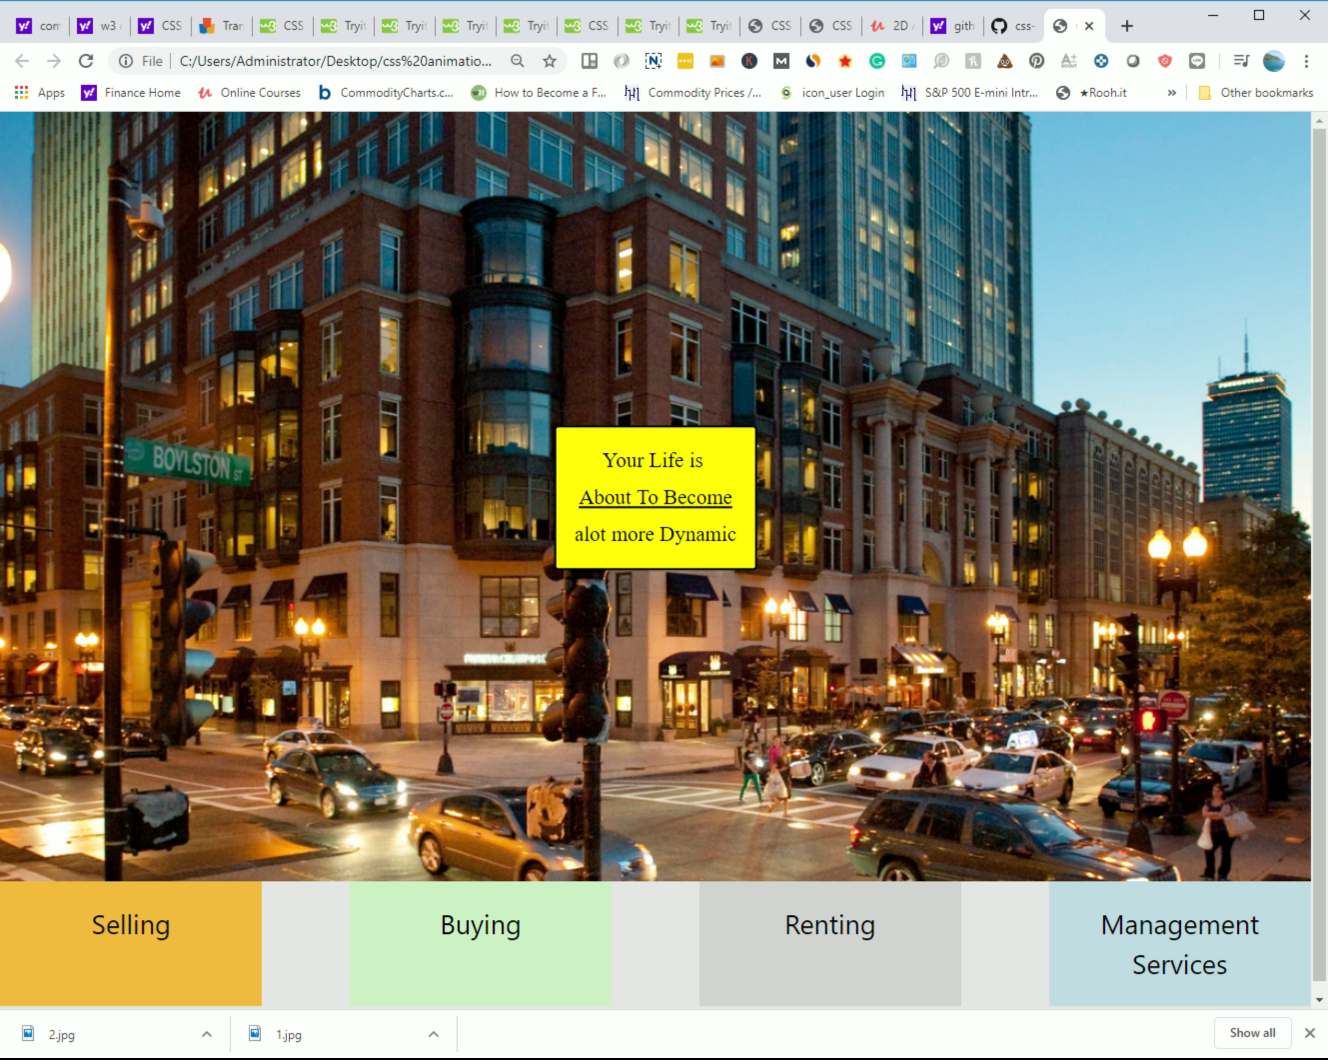 com
w3
CSS
Tran
CSS
Tryit
Tryit
Tryit
Tryit
CSS
Tryit
Tryit
CSS
CSS
2D
gith
css-
File
C:/Users/Administrator/Desktop/css%20animatio...
Apps
Finance Home
Online Courses
CommodityCharts.c...
How to Become a F...
Commodity Prices /...
icon_user Login
S&P 500 E-mini Intr...
★Rooh.it
»
Other bookmarks
BOYLSTON ST
Your Life is
About To Become
alot more Dynamic
Selling
Buying
Renting
Management
Services
2.jpg
1.jpg
Show all